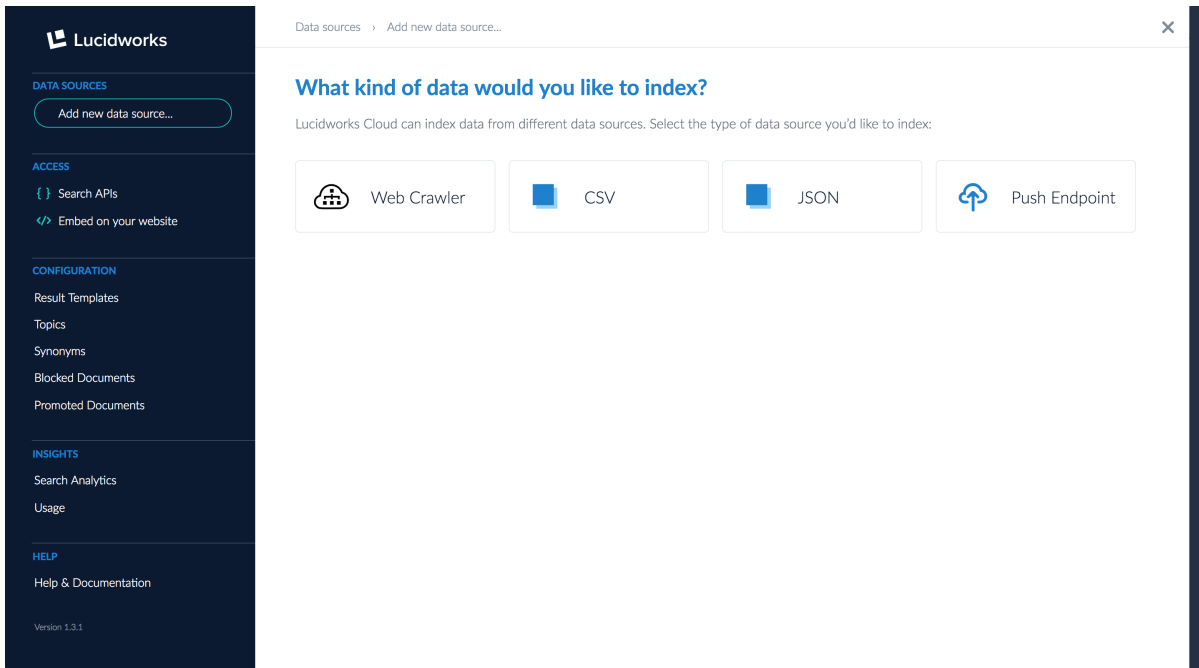 Lucidworks
DATA SOURCES
Add new data source...
ACCESS
{ } Search APIs
</> Embed on your website
CONFIGURATION
Result Templates
Topics
Synonyms
Blocked Documents
Promoted Documents
INSIGHTS
Search Analytics
Usage
HELP
Help & Documentation
Version 1.3.1
Data sources › Add new data source...
What kind of data would you like to index?
Lucidworks Cloud can index data from different data sources. Select the type of data source you'd like to index:
Web Crawler
CSV
JSON
Push Endpoint